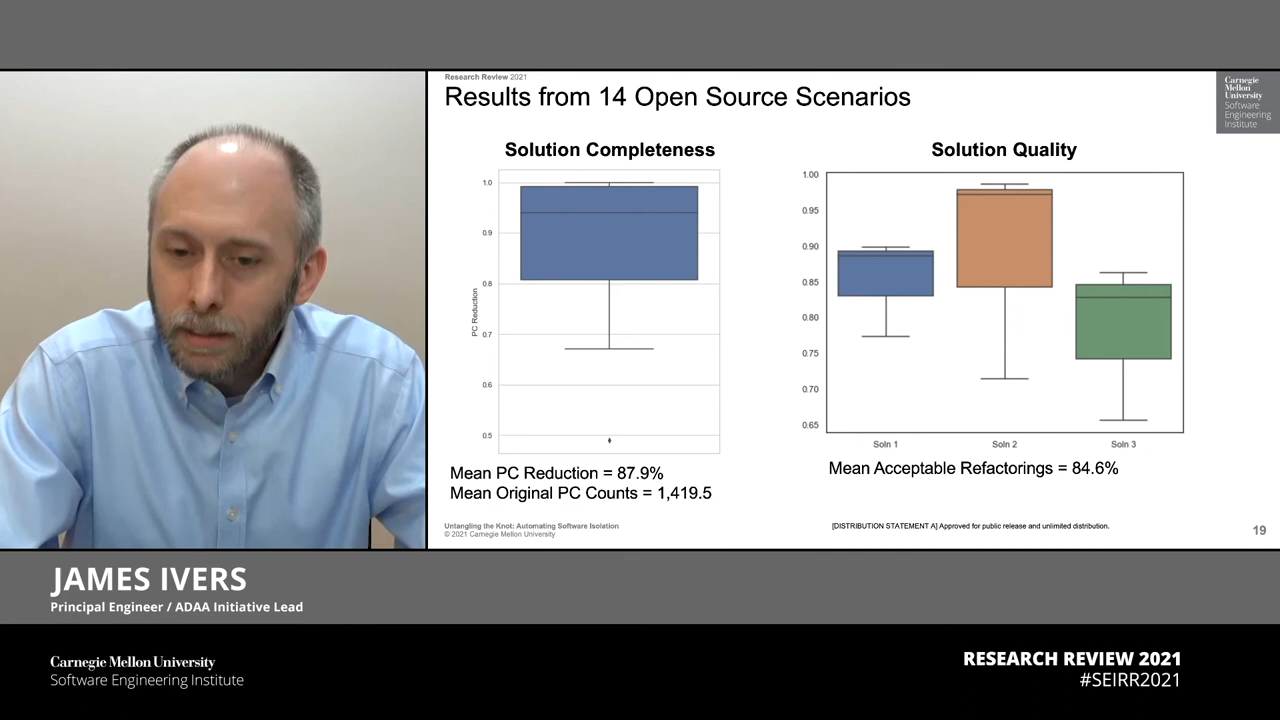 Research Review 2021
Results from 14 Open Source Scenarios
Carnegie
Mellon
University
Software
Engineering
Institute
Solution Completeness
PC Reduction
1.0
0.9
0.8
0.7
0.6
0.5
Mean PC Reduction = 87.9%
Mean Original PC Counts = 1,419.5
Solution Quality
1.00
0.95
0.90
0.85
0.80
0.75
0.70
0.65
Soln 1 Soln 2 Soln 3
Mean Acceptable Refactorings = 84.6%
Untangling the Knot: Automating Software Isolation
© 2021 Carnegie Mellon University
[DISTRIBUTION STATEMENT A] Approved for public release and unlimited distribution.
19
JAMES IVERS
Principal Engineer / ADAA Initiative Lead
Carnegie Mellon University
Software Engineering Institute
RESEARCH REVIEW 2021
#SEIRR2021